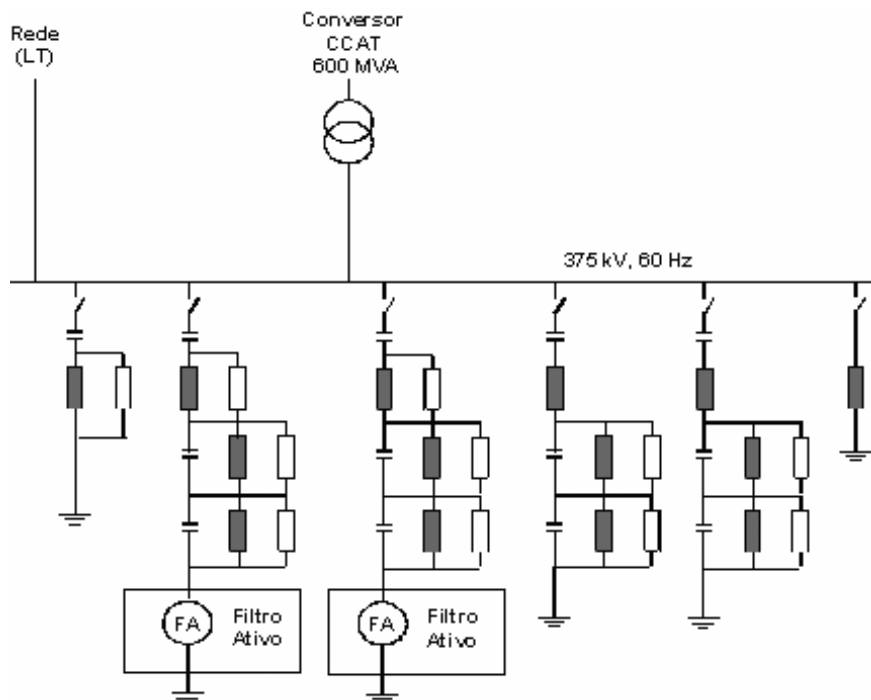 Rede
(LT)
Conversor
CCAT
600 MVA
375 kV, 60 Hz
FA
Filtro
Ativo
FA
Filtro
Ativo